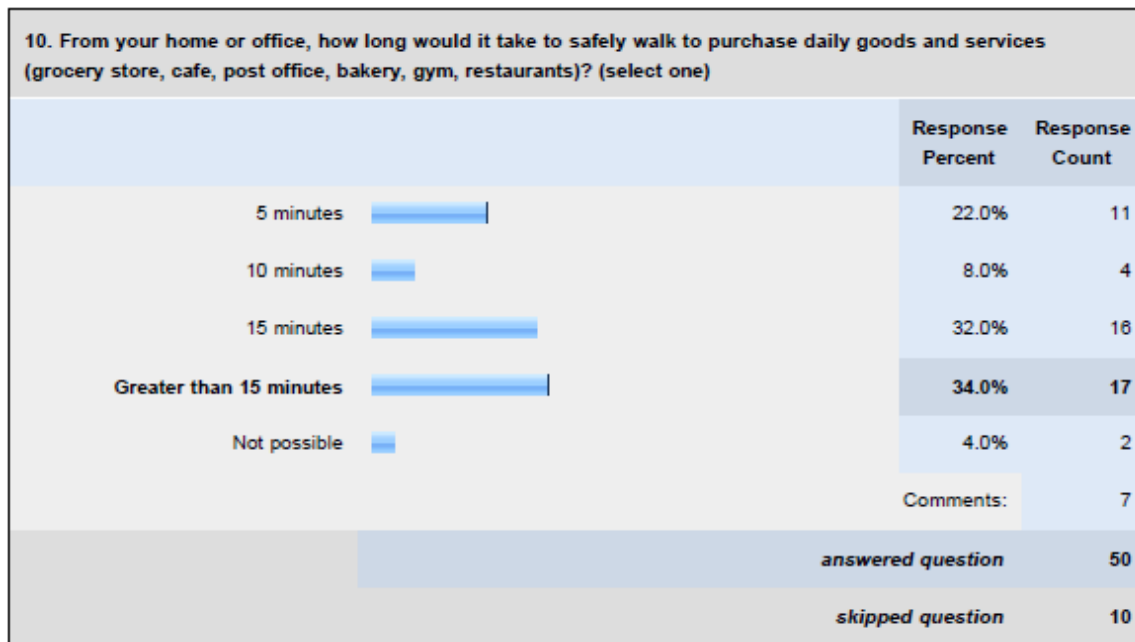 10. From your home or office, how long would it take to safely walk to purchase daily goods and services
(grocery store, cafe, post office, bakery, gym, restaurants)? (select one)
Response Percent Response Count
5 minutes 22.0% 11
10 minutes 8.0% 4
15 minutes 32.0% 16
Greater than 15 minutes 34.0% 17
Not possible 4.0% 2
Comments: 7
answered question 50
skipped question 10